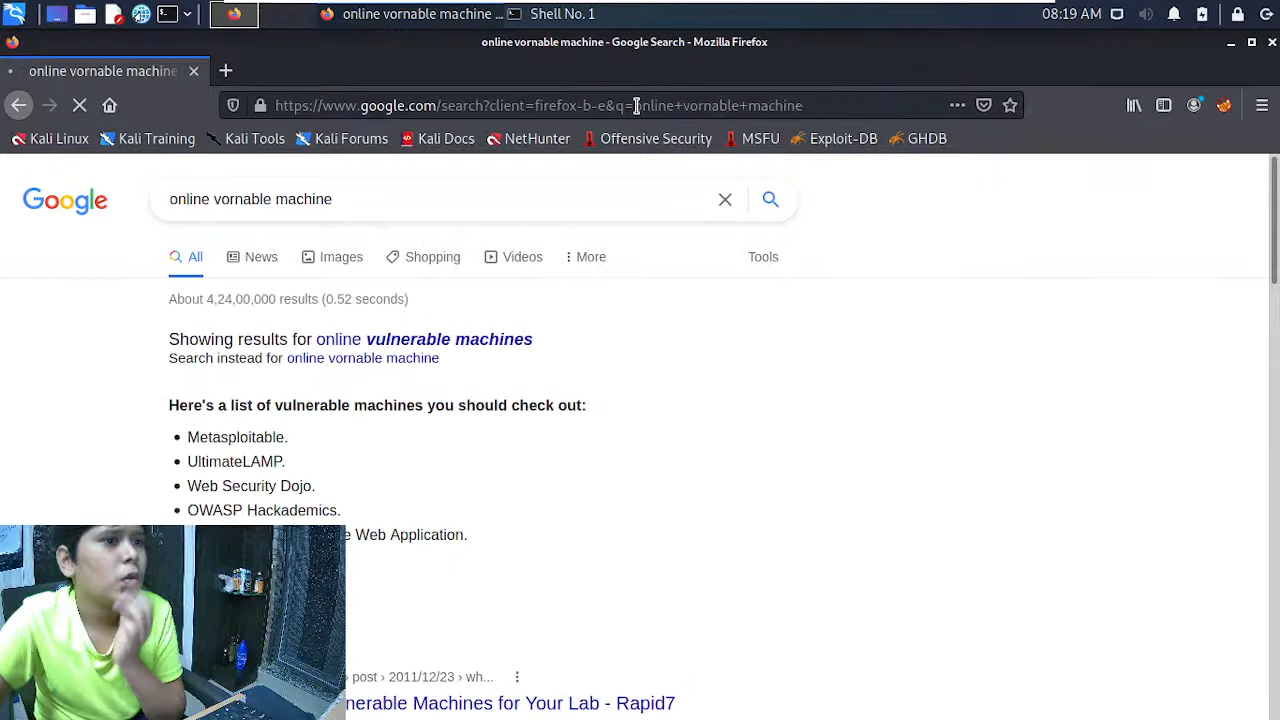 online vornable machine ...
Shell No. 1
08:19 AM
online vornable machine - Google Search - Mozilla Firefox
online vornable machine
https://www.google.com/search?client=firefox-b-e&q=online+vornable+machine
Kali Linux
Kali Training
Kali Tools
Kali Forums
Kali Docs
NetHunter
Offensive Security
MSFU
Exploit-DB
GHDB
Google
online vornable machine
All
News
Images
Shopping
Videos
More
Tools
About 4,24,00,000 results (0.52 seconds)
Showing results for online vulnerable machines
Search instead for online vornable machine
Here's a list of vulnerable machines you should check out:
Metasploitable.
UltimateLAMP.
Web Security Dojo.
OWASP Hackademics.
e Web Application.
› post › 2011/12/23 › wh...
nerable Machines for Your Lab - Rapid7